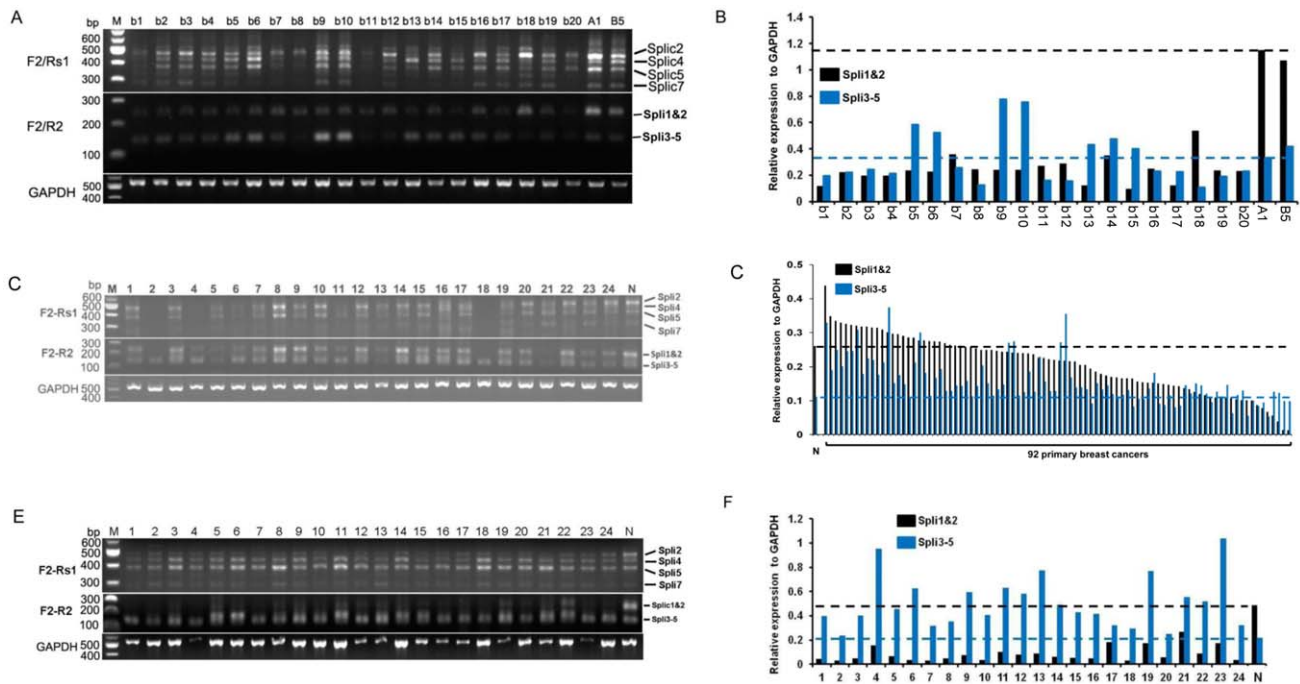 A
bp M b1 b2 b3 b4 b5 b6 b7 b8 b9 b10 b11 b12 b13 b14 b15 b16 b17 b18 b19 b20 A1 B5
600
500
400
300
F2/Rs1
Splic2
Splic4
Splic5
Splic7
300
200
100
F2/R2
Spli1&2
Spli3-5
GAPDH
500
400
B
Relative expression to GAPDH
1.4
1.2
1
0.8
0.6
0.4
0.2
0
Spli1&2
Spli3-5
b1 b2 b3 b4 b5 b6 b7 b8 b9 b10 b11 b12 b13 b14 b15 b16 b17 b18 b19 b20 A1 B5
C
bp M 1 2 3 4 5 6 7 8 9 10 11 12 13 14 15 16 17 18 19 20 21 22 23 24 N
600
500
400
300
F2-Rs1
Spli2
Spli4
Spli5
Spli7
300
200
100
F2-R2
Spli1&2
Spli3-5
GAPDH
500
400
C
Relative expression to GAPDH
0.5
0.4
0.3
0.2
0.1
0
Spli1&2
Spli3-5
N
92 primary breast cancers
E
bp M 1 2 3 4 5 6 7 8 9 10 11 12 13 14 15 16 17 18 19 20 21 22 23 24 N
600
500
400
300
F2-Rs1
Spli2
Spli4
Spli5
Spli7
300
200
100
F2-R2
Splic1&2
Spli3-5
GAPDH
500
400
F
Relative expression to GAPDH
1.2
1
0.8
0.6
0.4
0.2
0
Spli1&2
Spli3-5
1 2 3 4 5 6 7 8 9 10 11 12 13 14 15 16 17 18 19 20 21 22 23 24 N